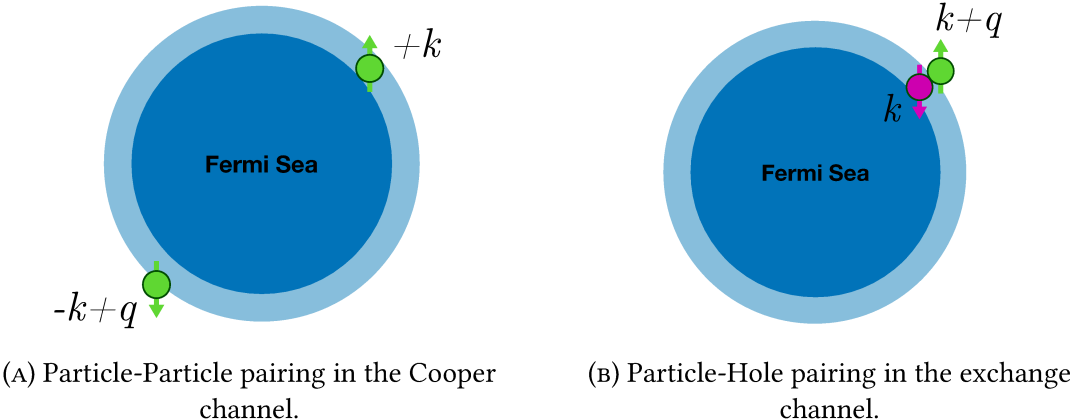 +k
Fermi Sea
-k+q
(A) Particle-Particle pairing in the Cooper
channel.
k+q
k
Fermi Sea
(B) Particle-Hole pairing in the exchange
channel.